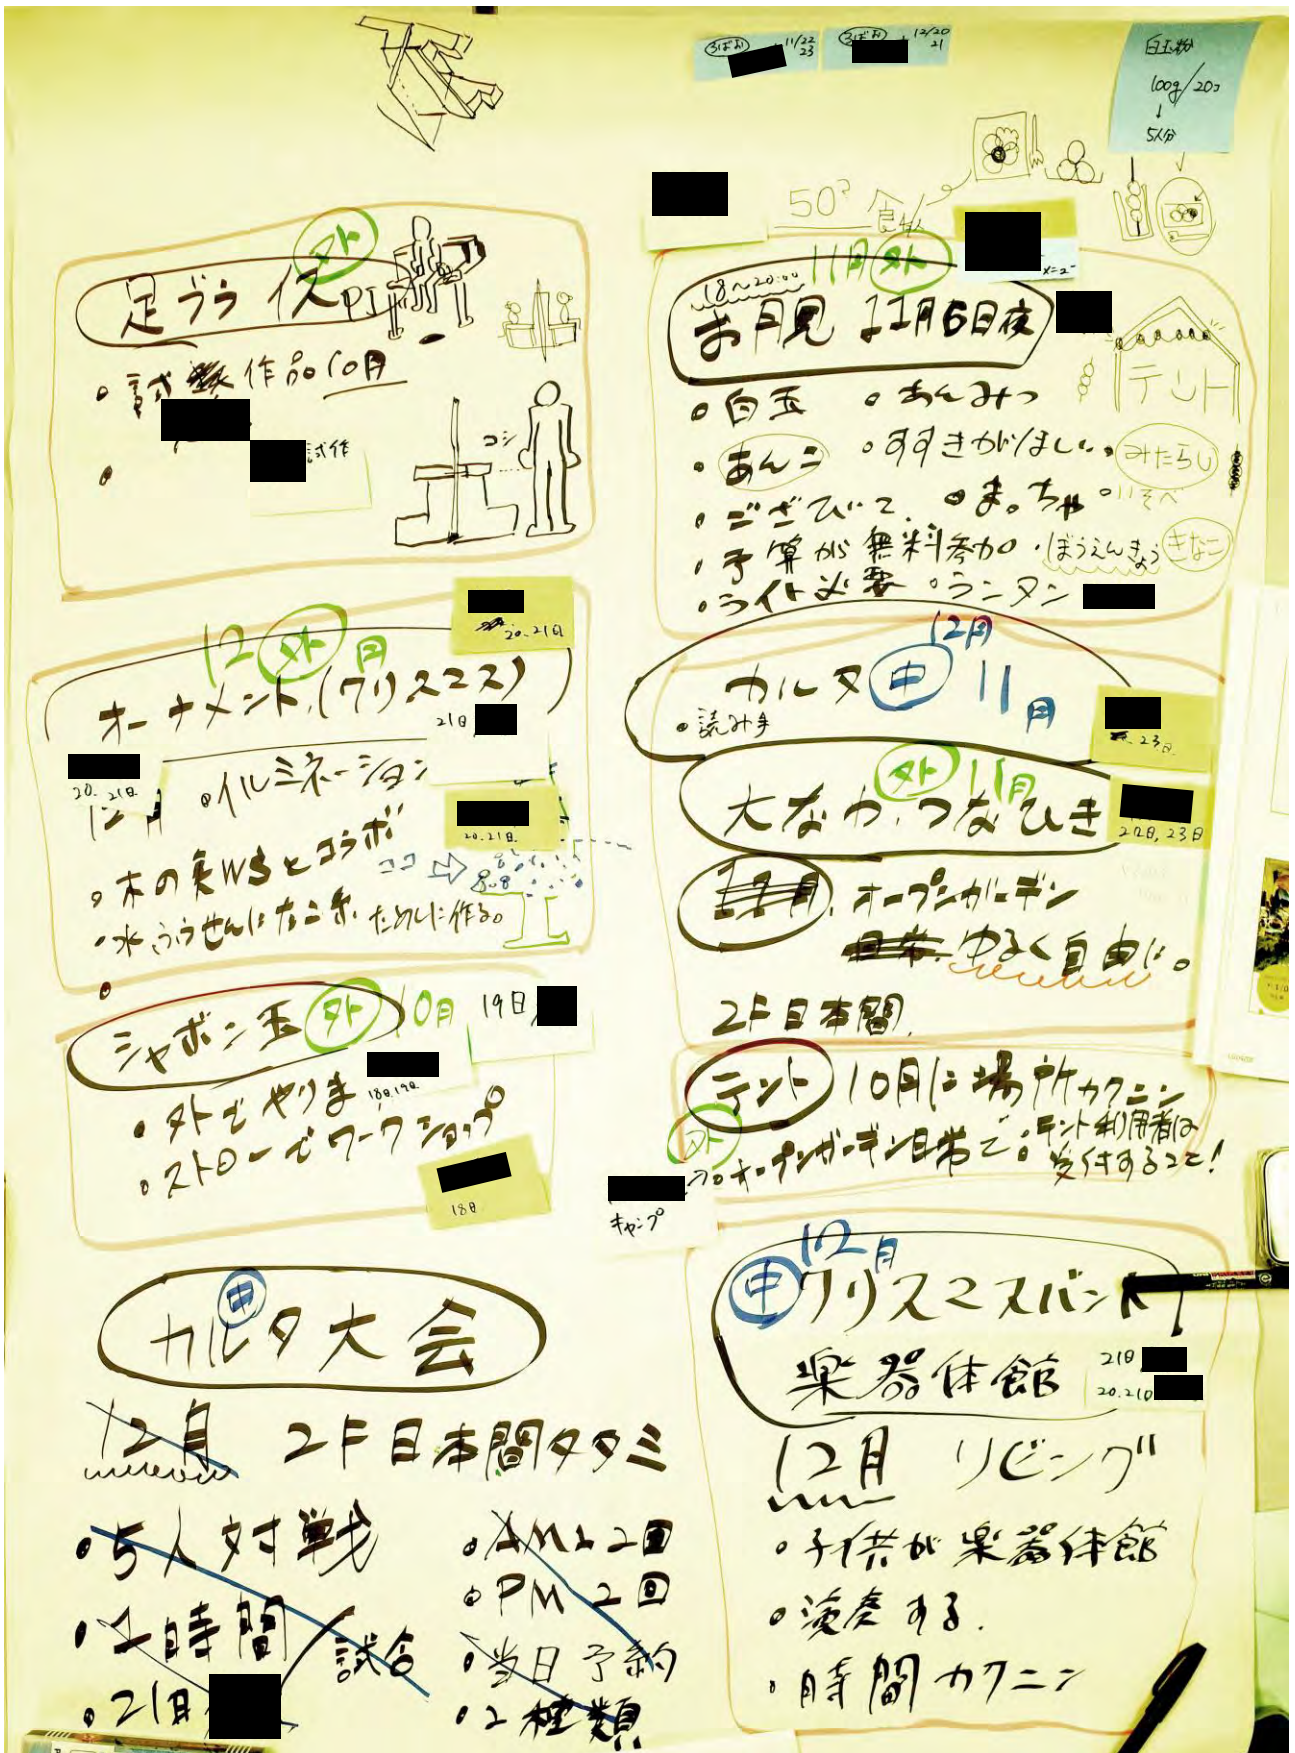 11/22
23
12/20
21
白玉粉
100g/20コ
↓
5人分
50? 食
外
足ブラ イス
試 作品 10月
試作
コシ
11月 外
メニュー
18〜20:00
お月見 11月6日夜
テント
・白玉 ・あんみつ
・あんこ ・すすきがほしい。 みたらし
・ござひいて。 ・まっちゃ ・いそべ
・予算が無料参加 ・ぼうえんきょう きなこ
・ライト必要 ・ランタン
20.21日
12 外 月
オーナメント.(クリスマス)
21日
20.21日
12月 ・イルミネーション
20.21日
・木の実WSとコラボ ココ
・水ふうせんにたこ糸.ためしに作る。
12月
カルタ 中 11月
・読み手
23日
外 11月
大なわ.つなひき
22日,23日
12月. オープンガーデン
日常.ゆるく自由に。
2F日本間.
シャボン玉 外 10月 19日
・外でやりま
18日.19日
・ストローでワークショップ
18日
テント 10月に場所カクニン
外
・オープンガーデン日常で ・テント利用者は
受付すること!
キャンプ
中
カルタ大会
12月 2F日本間タタミ
・5人対戦 ・AM 2回
・1時間/試合 ・PM 2回
・当日予約
・21日 ・2種類
12月
中 クリスマスバンド
楽器体館
21日
20.21日
12月 リビング
・子供が楽器体館
・演奏する.
・時間カクニン